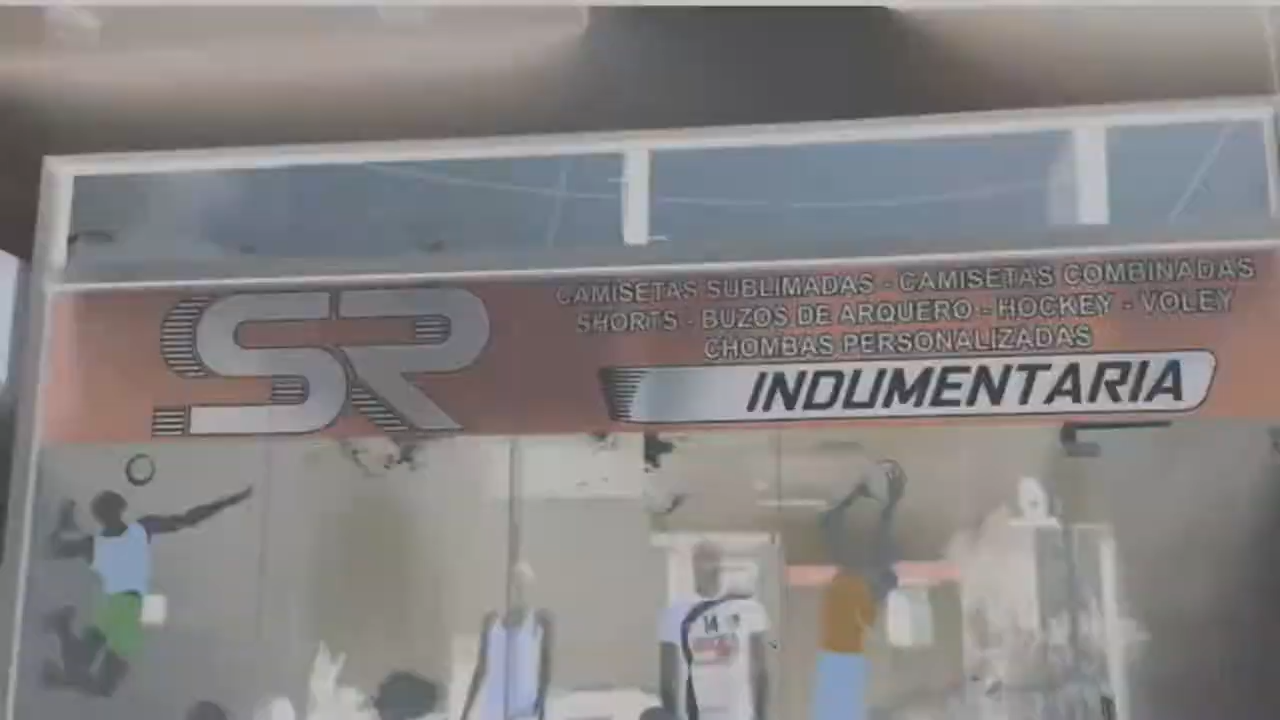 SR
CAMISETAS SUBLIMADAS - CAMISETAS COMBINADAS
SHORTS - BUZOS DE ARQUERO - HOCKEY - VOLEY
CHOMBAS PERSONALIZADAS
INDUMENTARIA
14